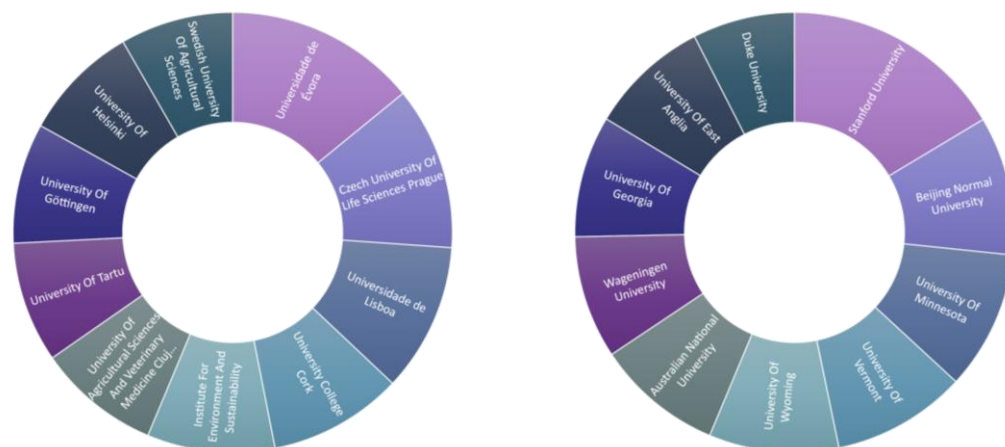 Universidade de
Évora
Czech University Of
Life Sciences Prague
Universidade de
Lisboa
University College
Cork
Institute For
Environment And
Sustainability
University Of
Agricultural Sciences
And Veterinary
Medicine Cluj...
University Of Tartu
University Of
Göttingen
University Of
Helsinki
Swedish University
Of Agricultural
Sciences
Stanford University
Beijing Normal
University
University Of
Minnesota
University Of
Vermont
University Of
Wyoming
Australian National
University
Wageningen
University
University Of
Georgia
University Of East
Anglia
Duke University